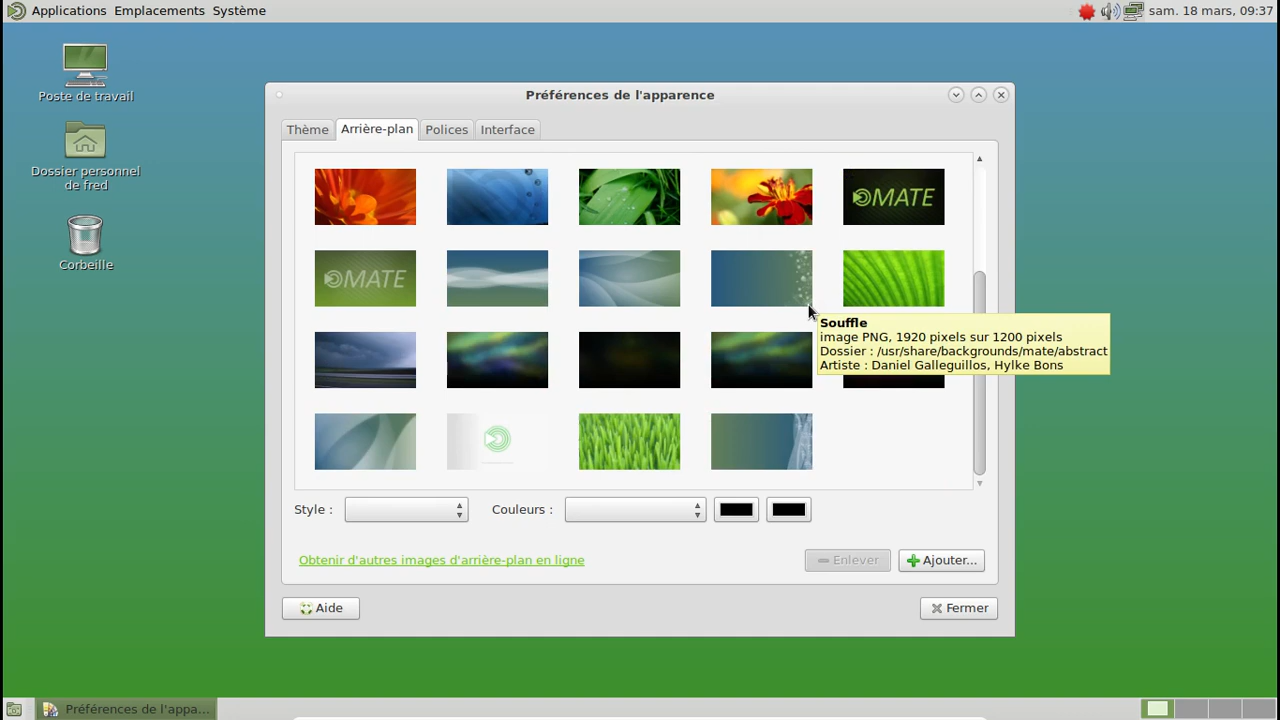 Applications Emplacements Système
sam. 18 mars, 09:37
Poste de travail
Dossier personnel
de fred
Corbeille
Préférences de l'apparence
Thème Arrière-plan Polices Interface
MATE
MATE
Souffle
image PNG, 1920 pixels sur 1200 pixels
Dossier : /usr/share/backgrounds/mate/abstract
Artiste : Daniel Galleguillos, Hylke Bons
Style :
Couleurs :
Obtenir d'autres images d'arrière-plan en ligne
Enlever
Ajouter...
Aide
Fermer
Préférences de l'appa...